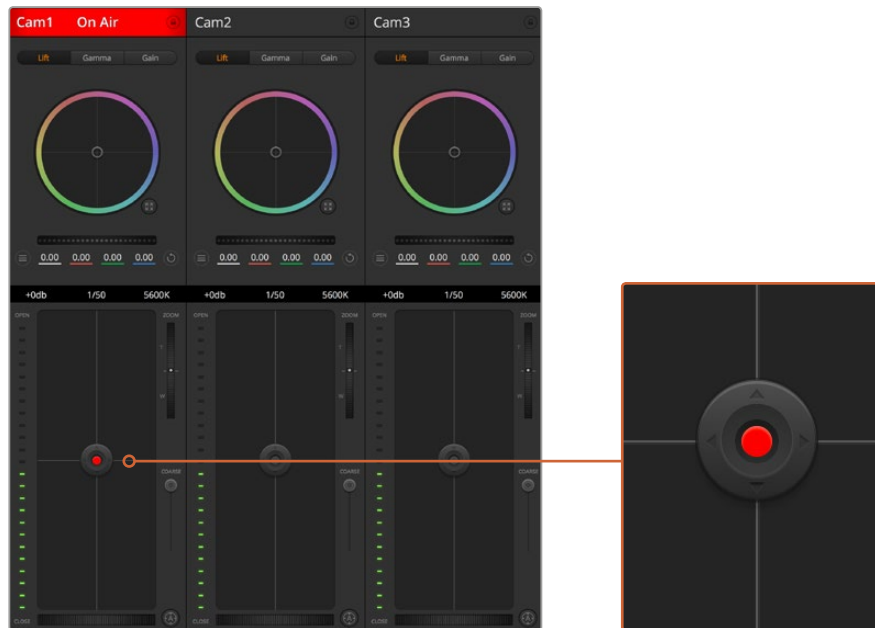 Cam1 On Air Cam2 Cam3
Lift Gamma Gain Lift Gamma Gain Lift Gamma Gain
0.00 0.00 0.00 0.00 0.00 0.00 0.00 0.00 0.00 0.00 0.00 0.00
+0db 1/50 5600K +0db 1/50 5600K +0db 1/50 5600K
OPEN ZOOM OPEN ZOOM OPEN ZOOM
T T T
W W W
COARSE COARSE COARSE
CLOSE CLOSE CLOSE